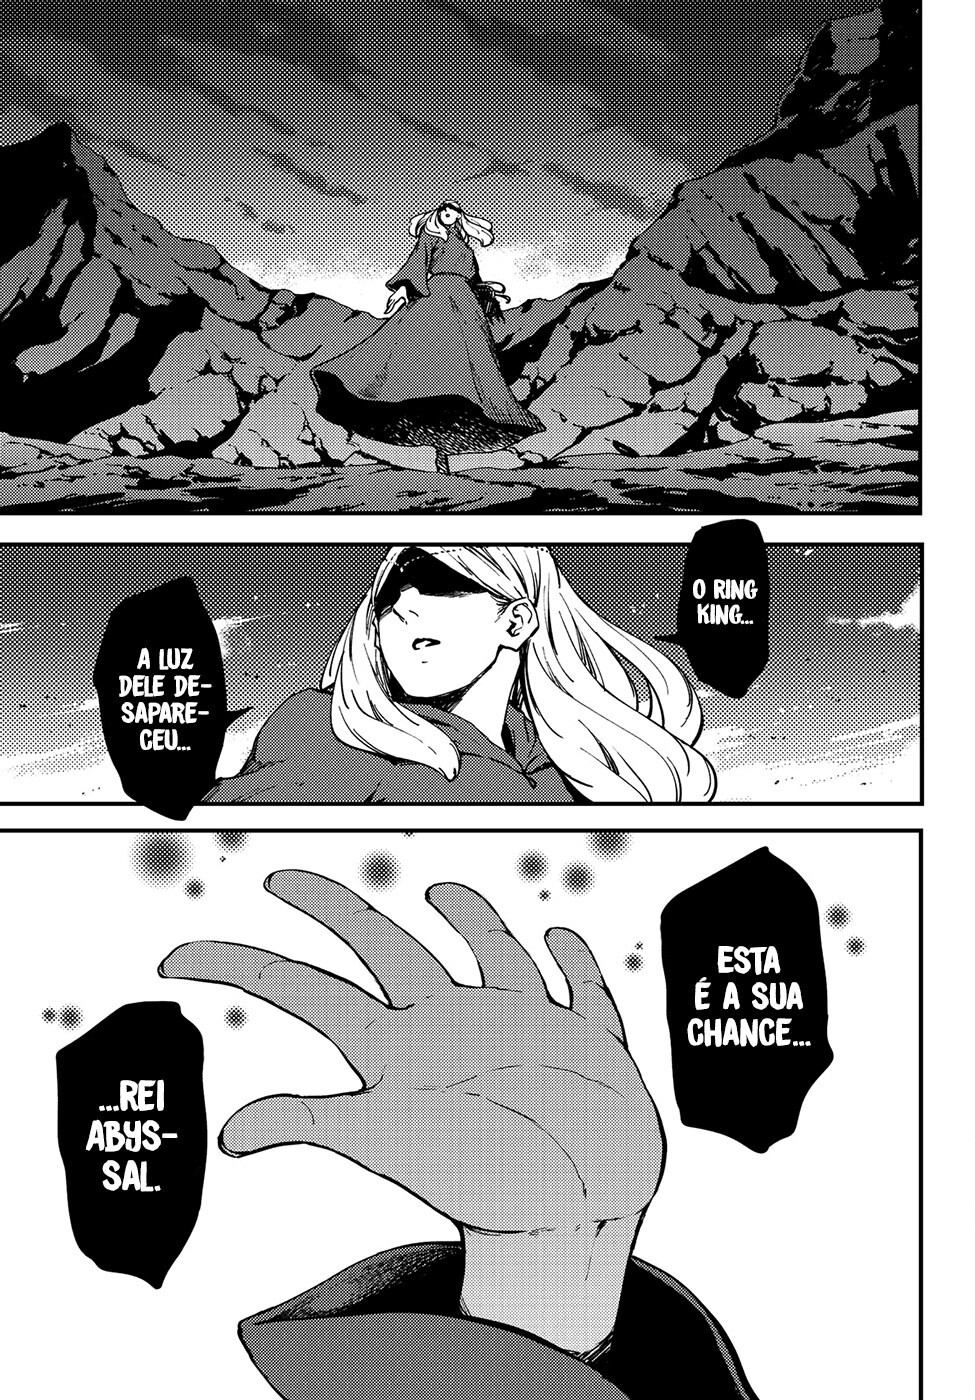 O RING
KING...
A LUZ
DELE DE-
SAPARE-
CEU...
ESTA
É A SUA
CHANCE...
...REI
ABYS-
SAL.